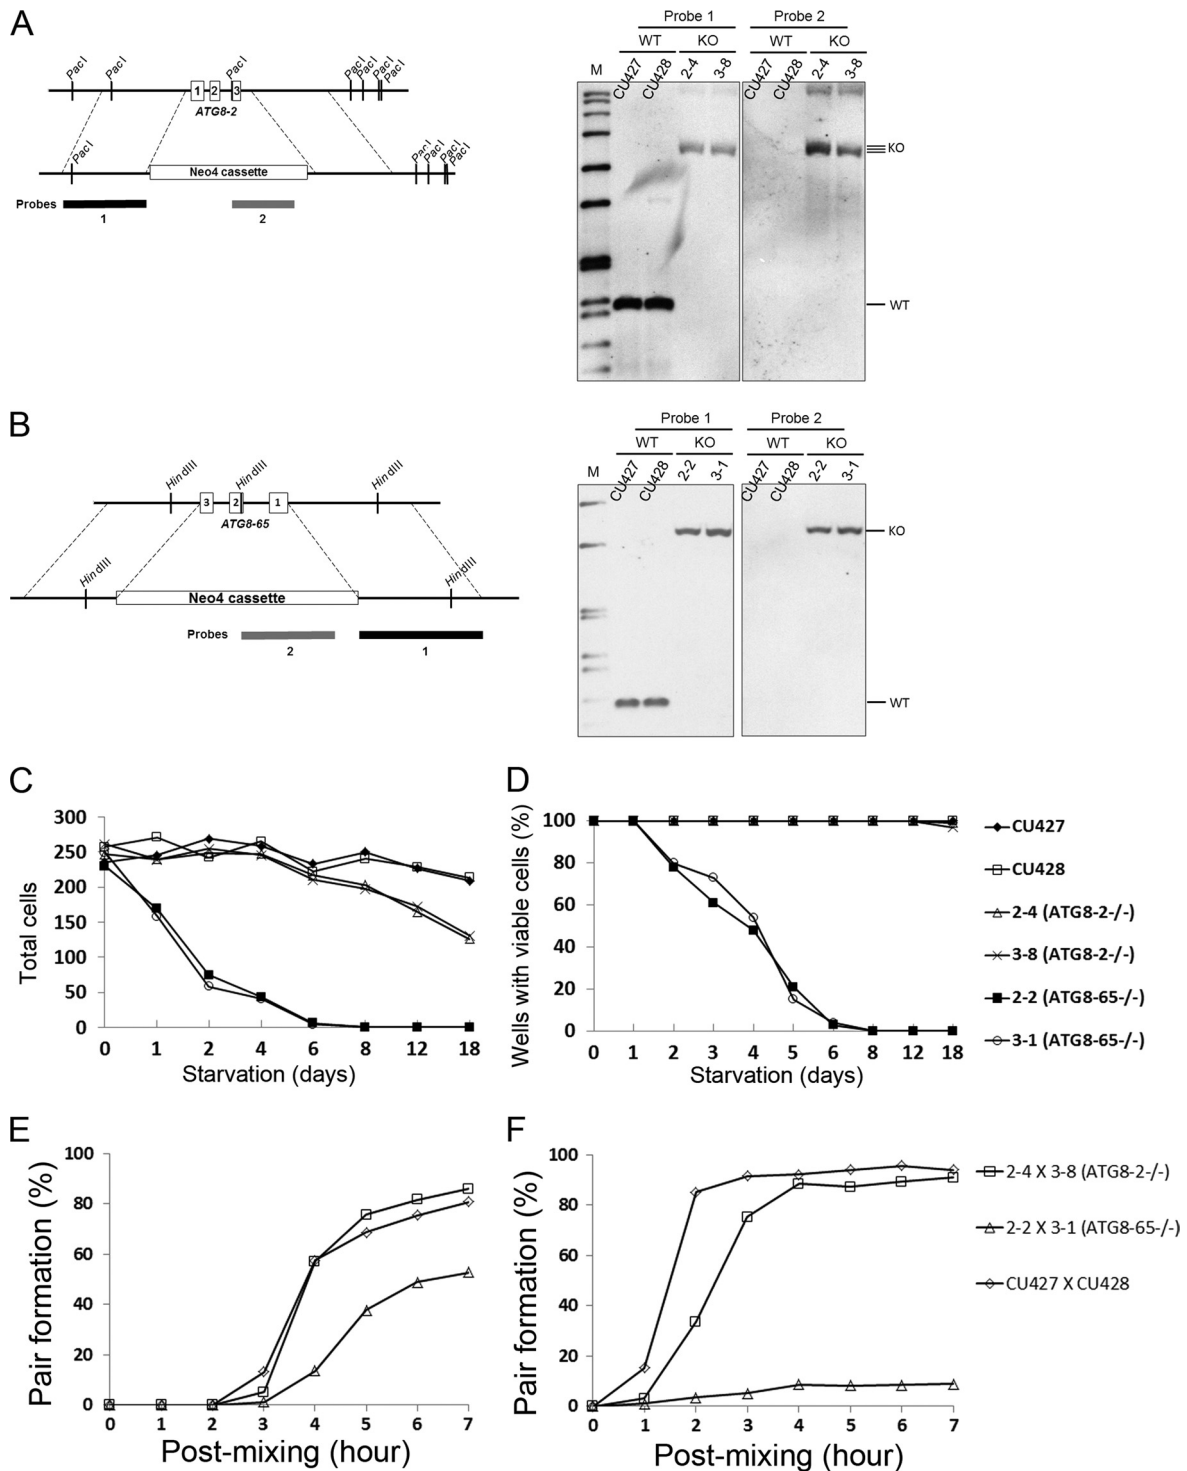 A
PacI
PacI
PacI
PacI
PacI
PacI
PacI
1 2 3
ATG8-2
PacI
PacI
PacI
PacI
PacI
Neo4 cassette
Probes
1
2
Probe 1 Probe 2
WT KO WT KO
M CU427 CU428 2-4 3-8 CU427 CU428 2-4 3-8
KO
WT
B
HindIII
HindIII
HindIII
3 2 1
ATG8-65
HindIII
HindIII
Neo4 cassette
Probes
2
1
Probe 1 Probe 2
WT KO WT KO
M CU427 CU428 2-2 3-1 CU427 CU428 2-2 3-1
KO
WT
C
Total cells
300
250
200
150
100
50
0
0 1 2 4 6 8 12 18
Starvation (days)
D
Wells with viable cells (%)
100
80
60
40
20
0
0 1 2 3 4 5 6 8 12 18
Starvation (days)
CU427
CU428
2-4 (ATG8-2-/-)
3-8 (ATG8-2-/-)
2-2 (ATG8-65-/-)
3-1 (ATG8-65-/-)
E
Pair formation (%)
100
80
60
40
20
0
0 1 2 3 4 5 6 7
Post-mixing (hour)
F
Pair formation (%)
100
80
60
40
20
0
0 1 2 3 4 5 6 7
Post-mixing (hour)
2-4 X 3-8 (ATG8-2-/-)
2-2 X 3-1 (ATG8-65-/-)
CU427 X CU428